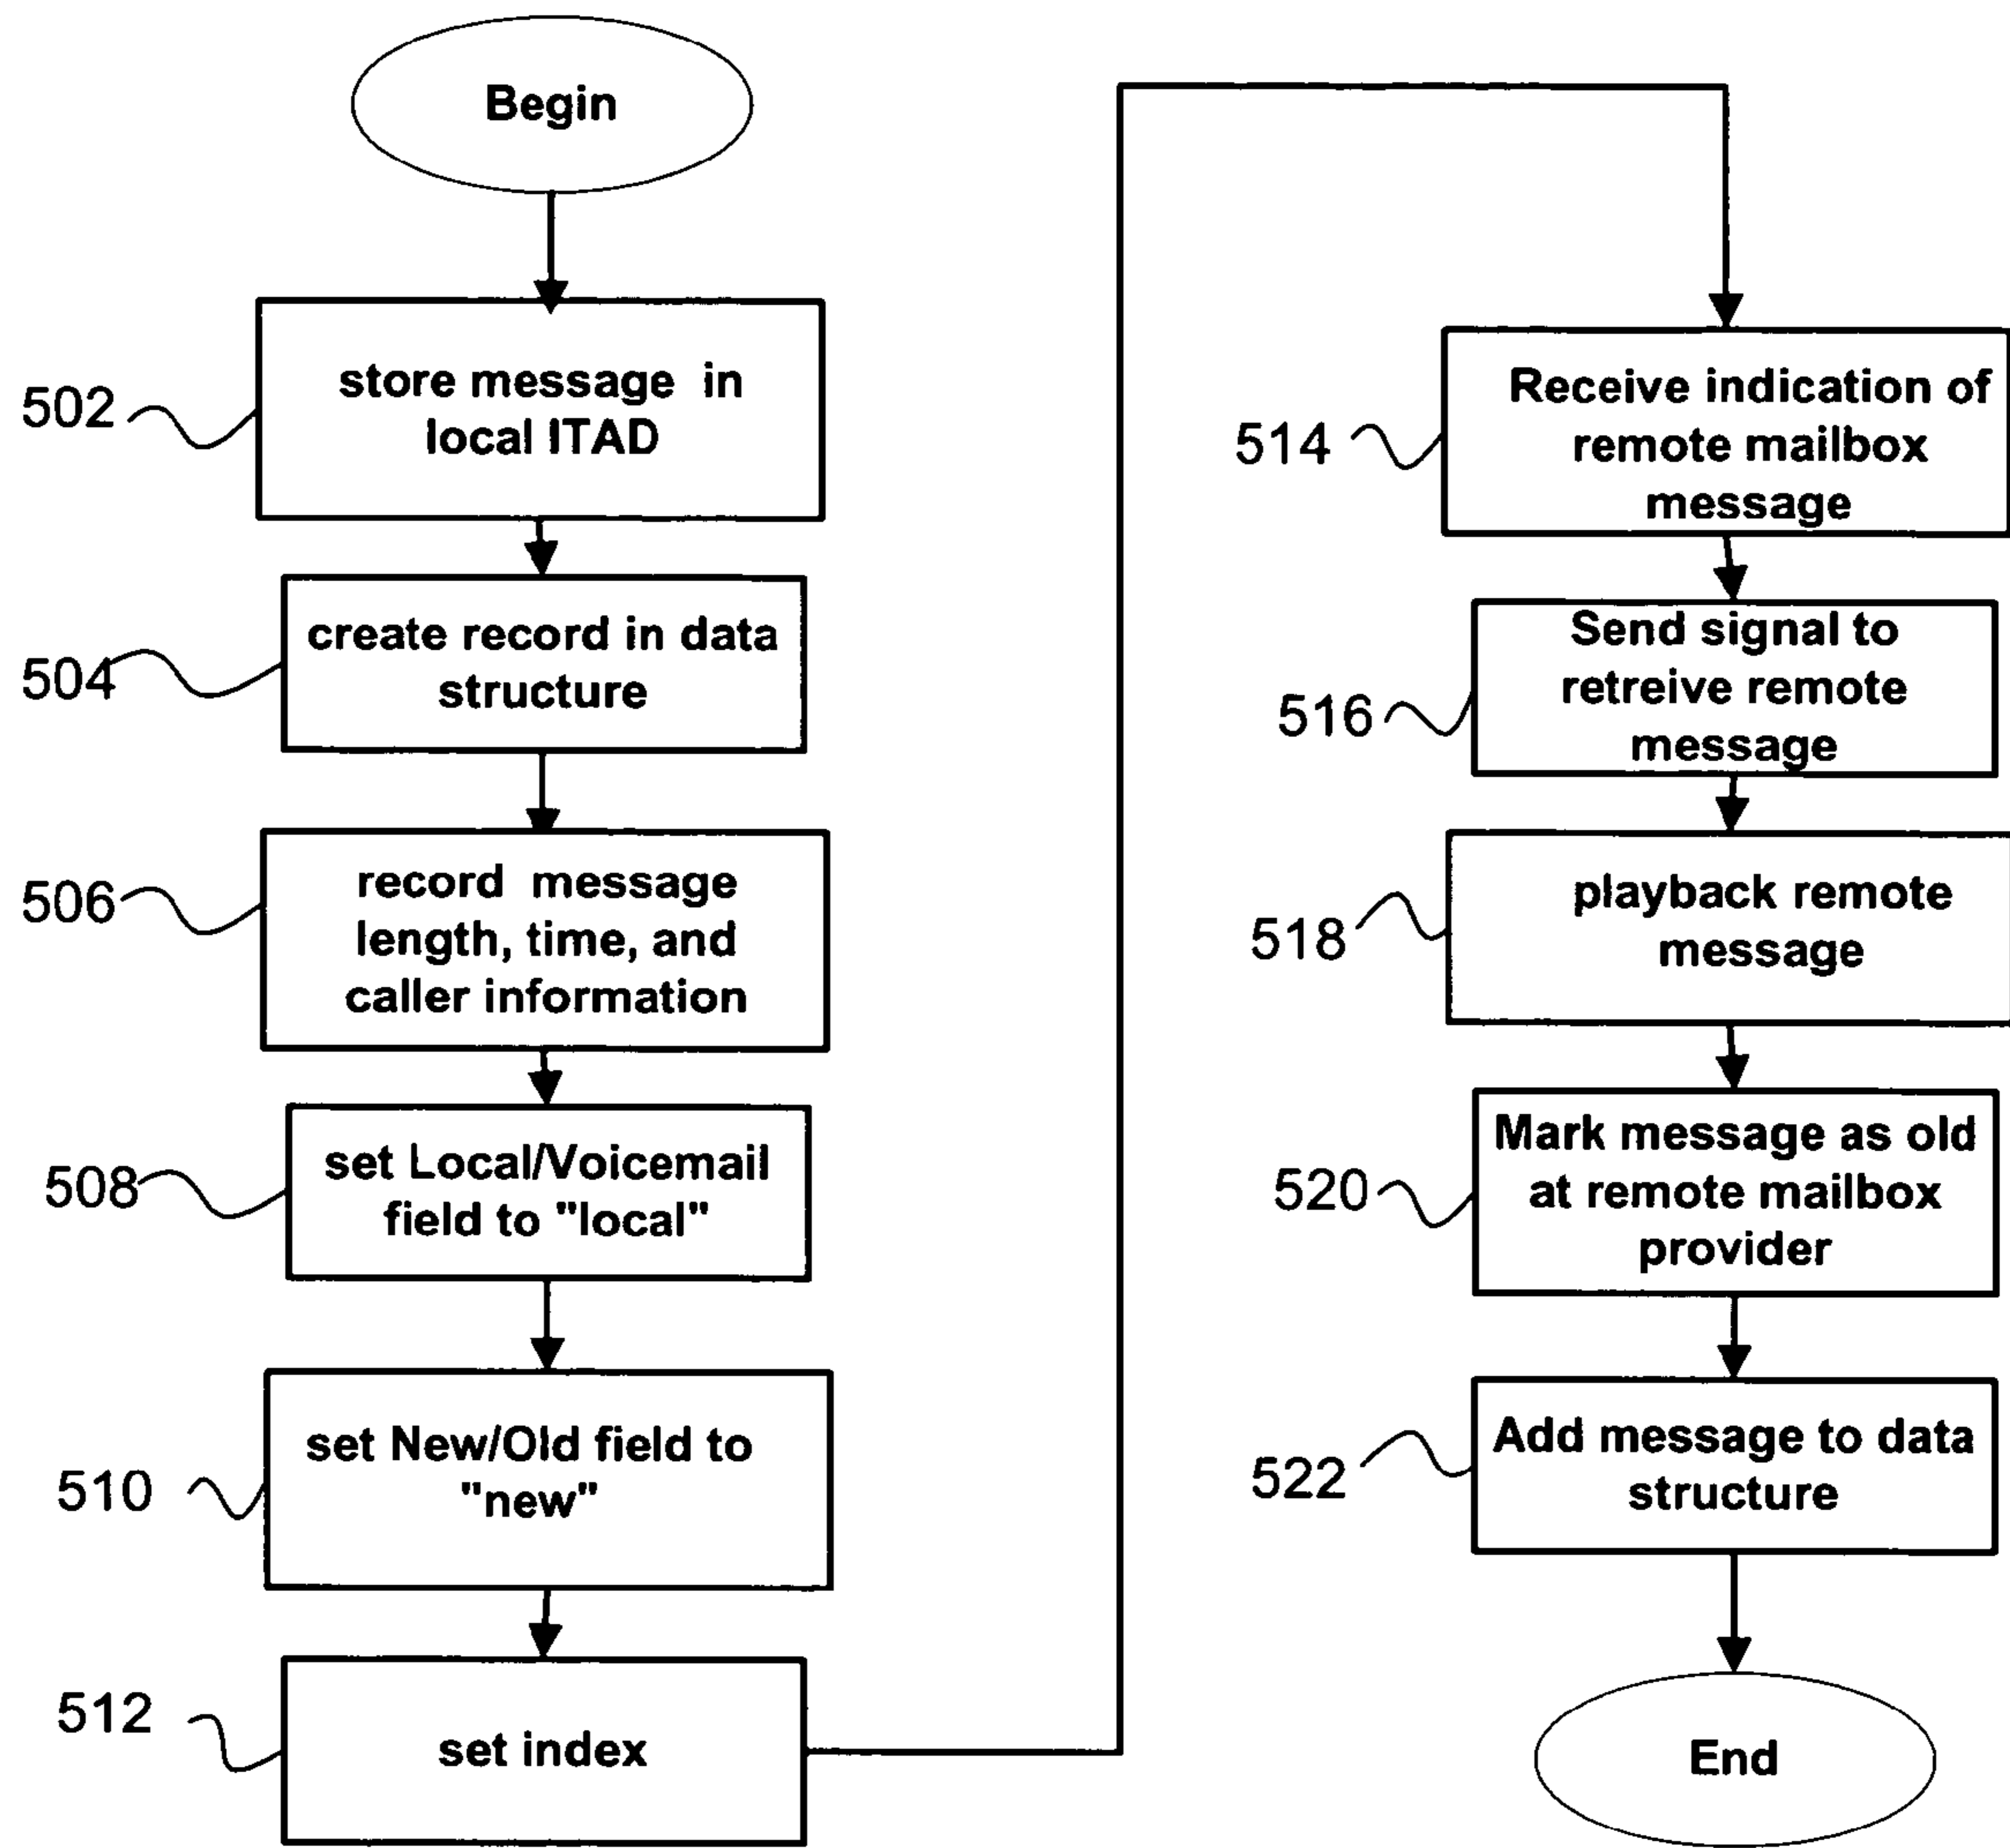 Begin
502
store message in
local ITAD
504
create record in data
structure
506
record message
length, time, and
caller information
508
set Local/Voicemail
field to "local"
510
set New/Old field to
"new"
512
set index
514
Receive indication of
remote mailbox
message
516
Send signal to
retreive remote
message
518
playback remote
message
520
Mark message as old
at remote mailbox
provider
522
Add message to data
structure
End